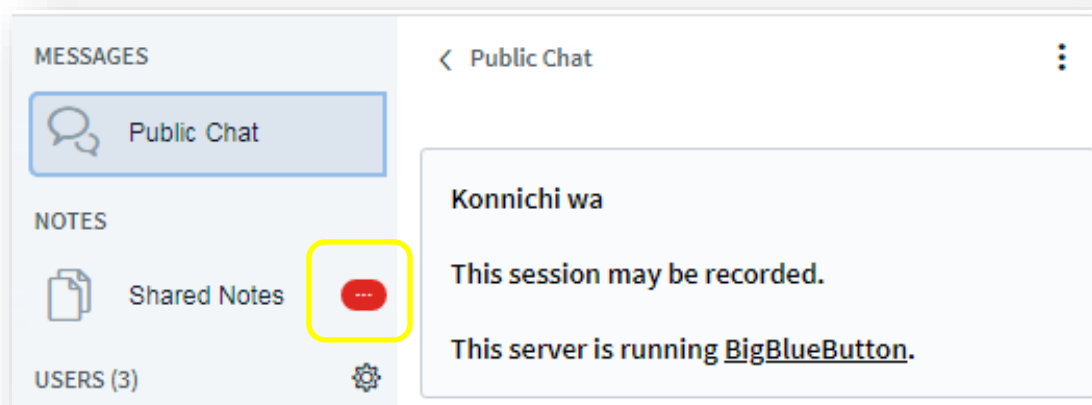 MESSAGES
Public Chat
NOTES
Shared Notes ---
USERS (3)
Public Chat
Konnichi wa
This session may be recorded.
This server is running BigBlueButton.